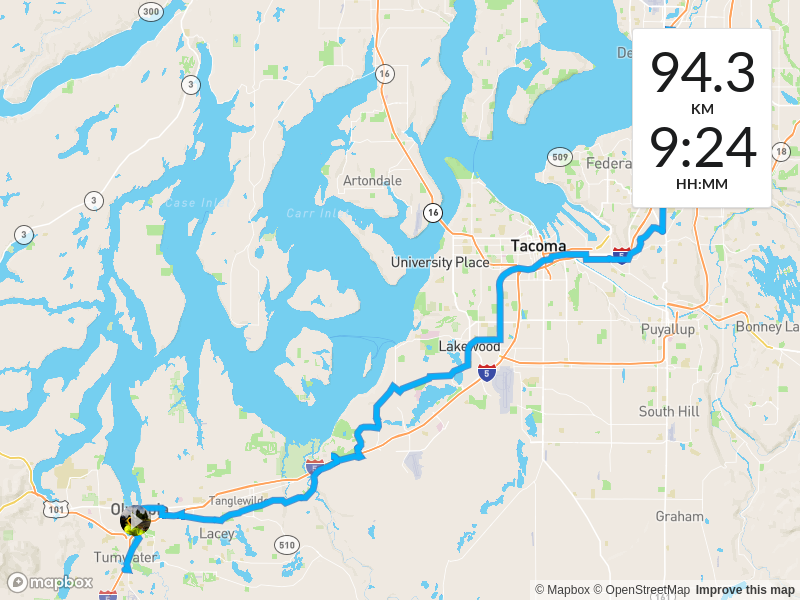 300
3
16
De
94.3
KM
9:24
HH:MM
18
509
Federa
Artondale
3
Case Inlet
Carr Inlet
16
3
Tacoma
5
University Place
Puyallup
Bonney La
Lakewood
5
South Hill
5
Tanglewilde
101
Graham
Lacey
510
Tumwater
mapbox
5
© Mapbox © OpenStreetMap Improve this map